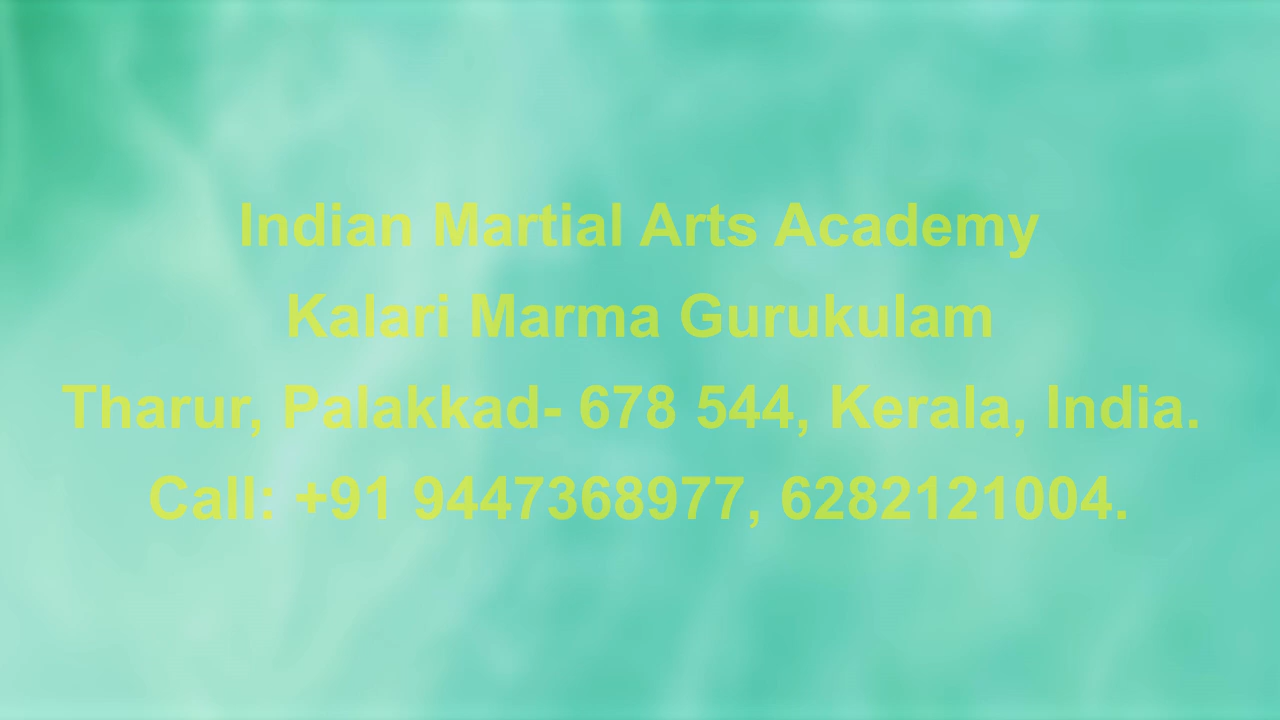 Indian Martial Arts Academy
Kalari Marma Gurukulam
Tharur, Palakkad- 678 544, Kerala, India.
Call: +91 9447368977, 6282121004.